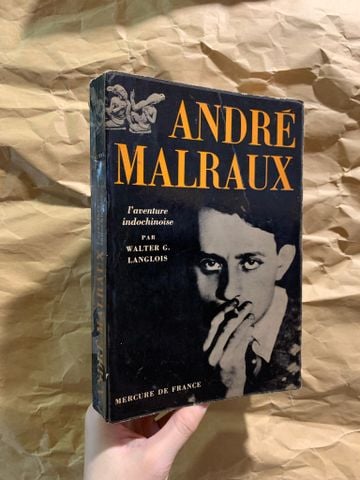 ANDRÉ
MALRAUX
l'aventure
indochinoise
PAR
WALTER G.
LANGLOIS
MERCURE DE FRANCE